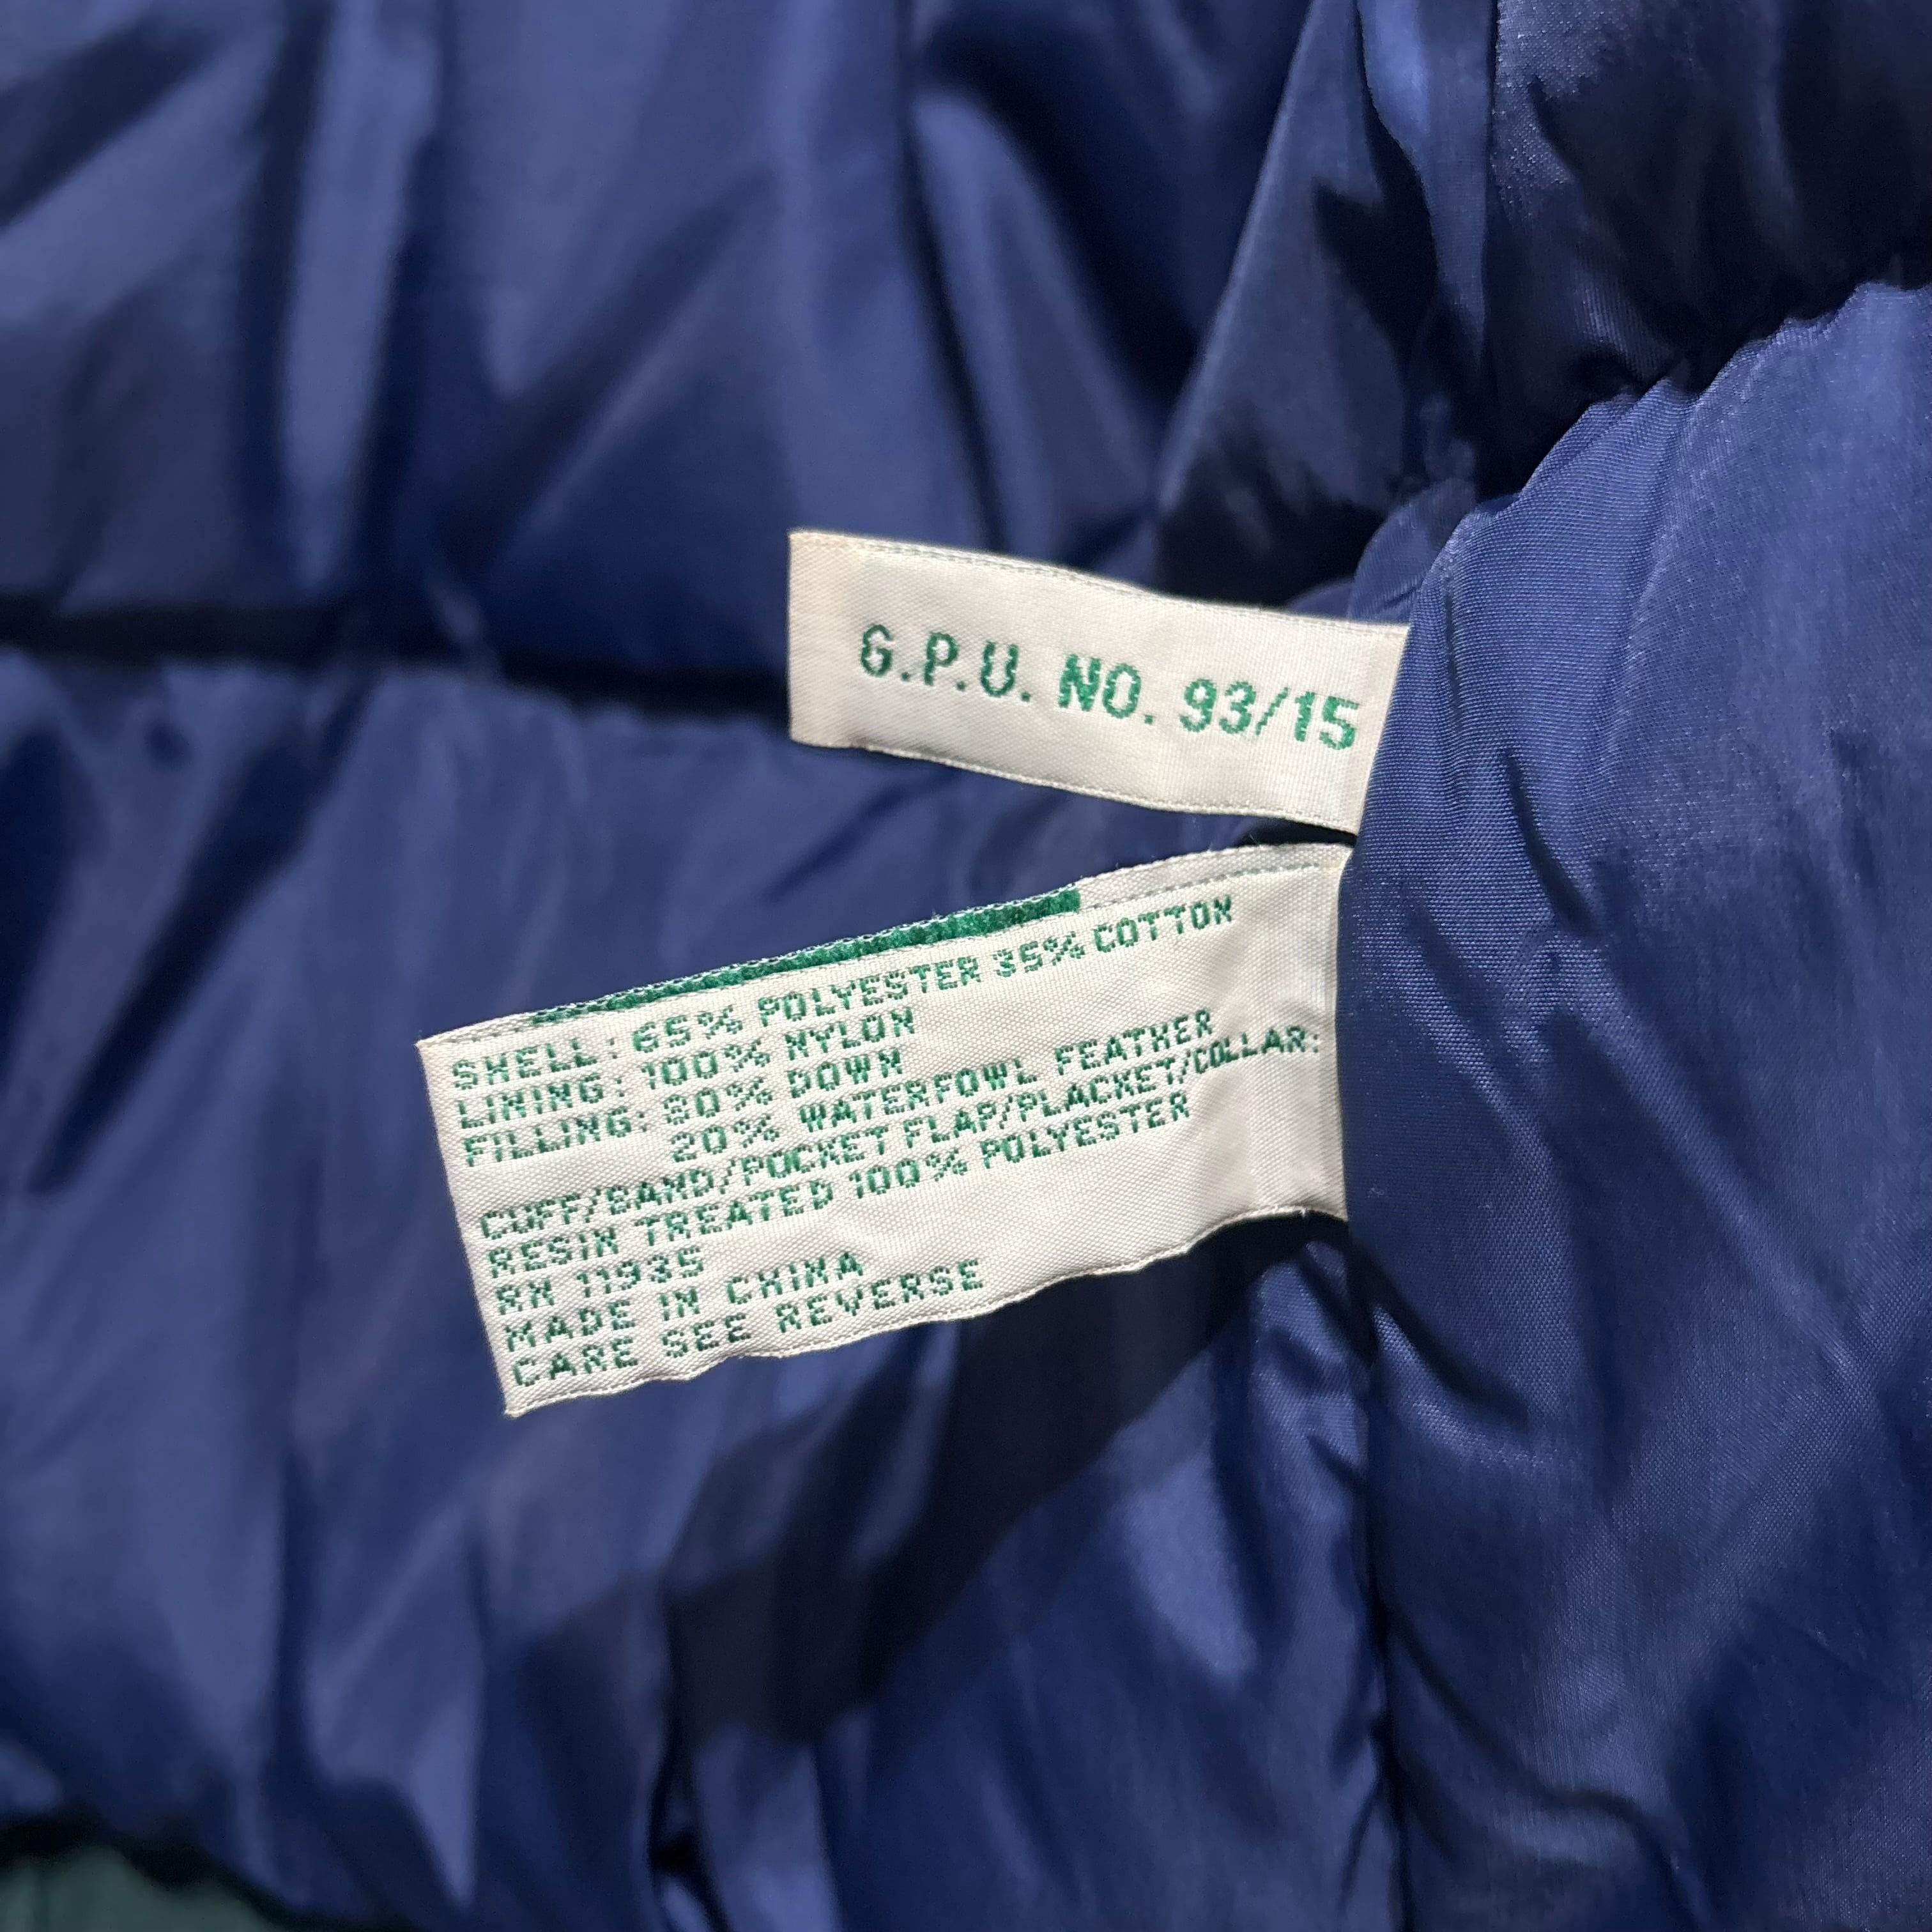 G.P.U. NO. 93/15
SHELL: 65% POLYESTER 35% COTTON
LINING: 100% NYLON
FILLING: 80% DOWN
20% WATERFOWL FEATHER
CUFF/BAND/POCKET FLAP/PLACKET/COLLAR:
RESIN TREATED 100% POLYESTER
RN 11935
MADE IN CHINA
CARE SEE REVERSE